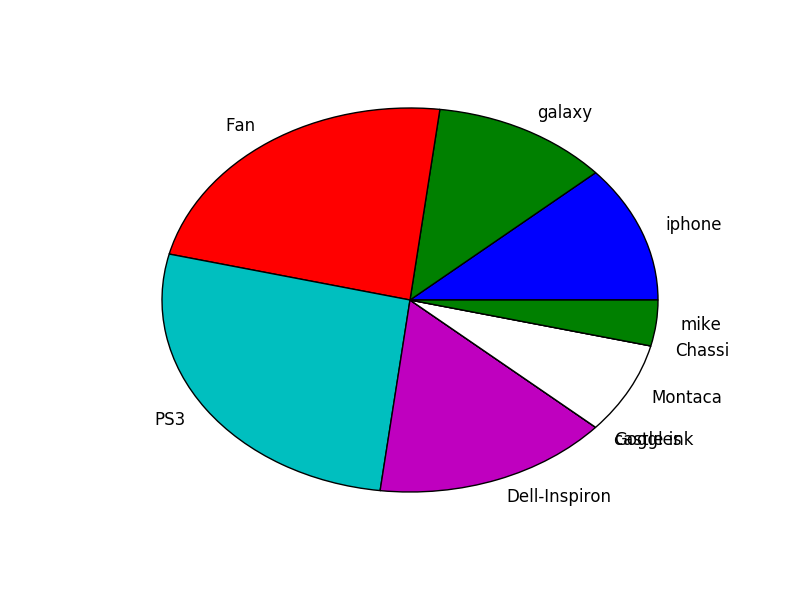 galaxy
Fan
iphone
mike
Chassi
Montaca
PS3
Dell-Inspiron